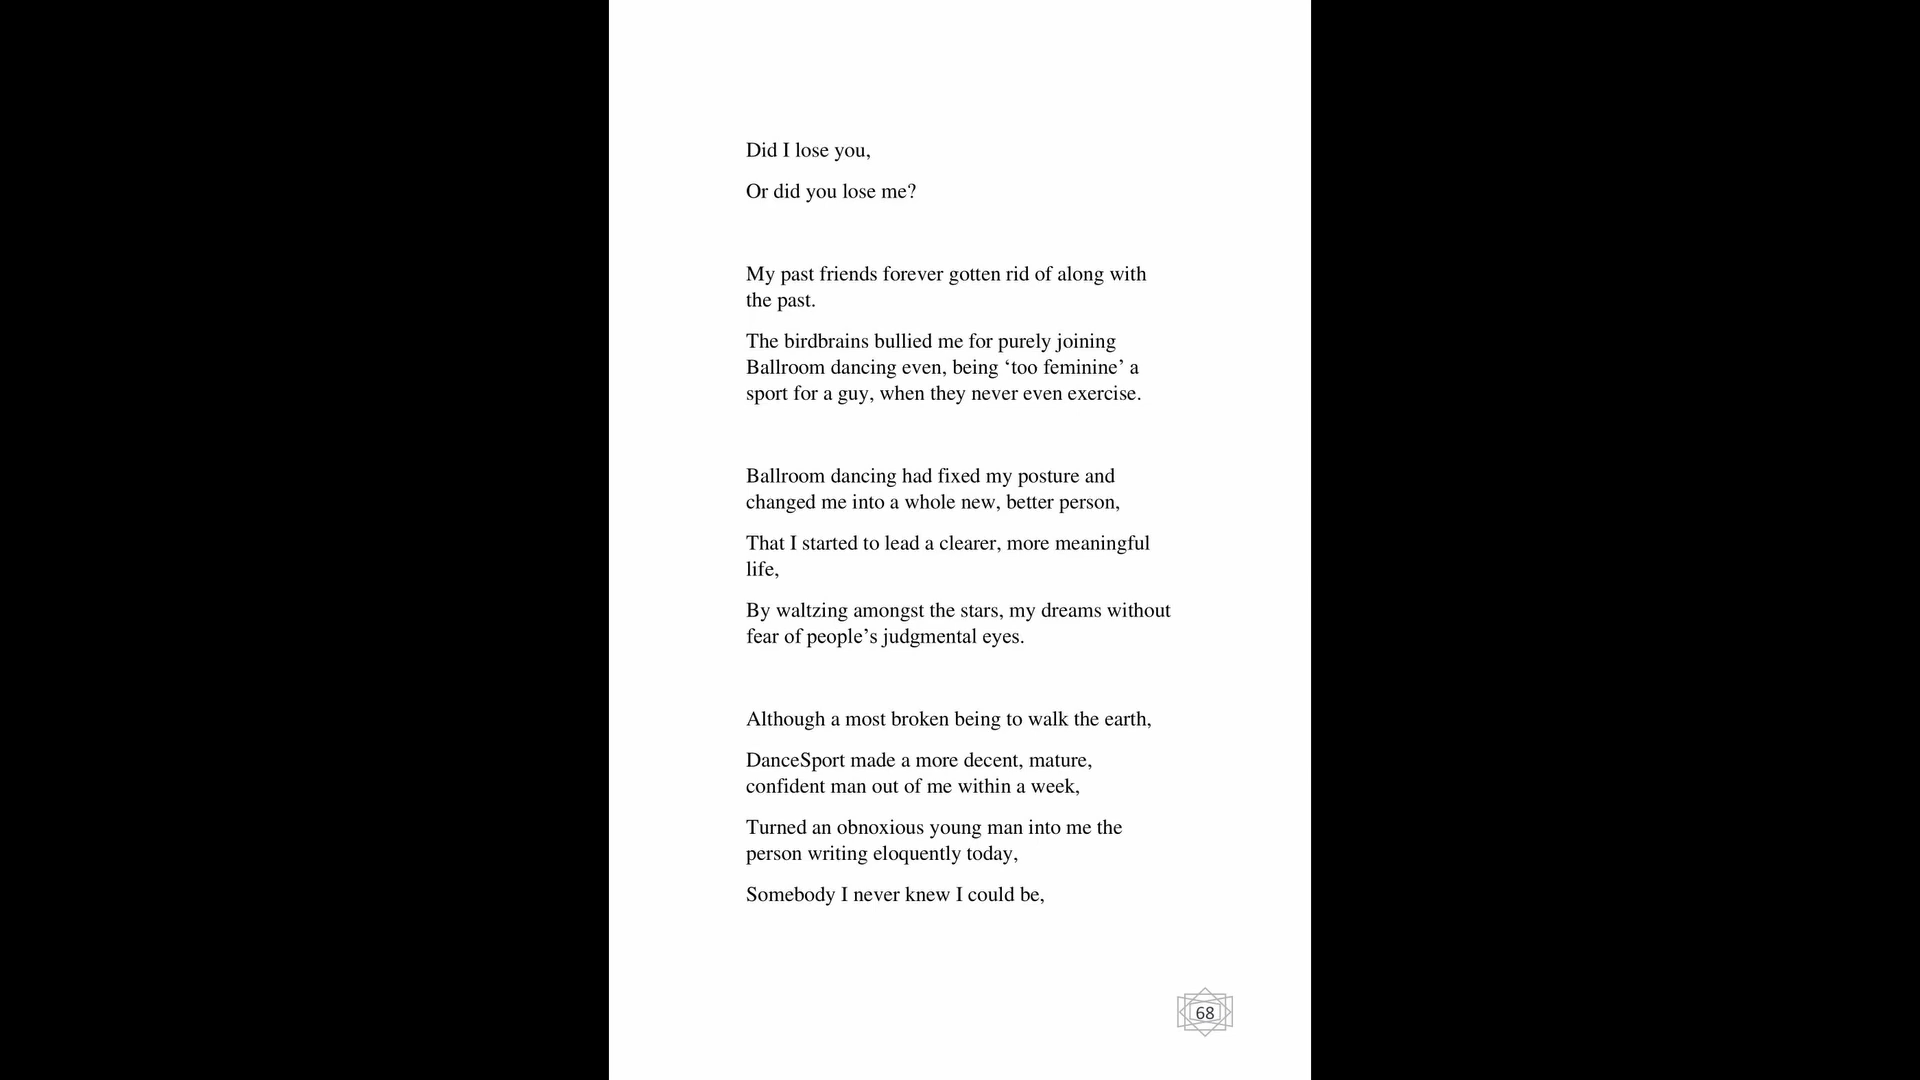 Did I lose you,
Or did you lose me?
My past friends forever gotten rid of along with
the past.
The birdbrains bullied me for purely joining
Ballroom dancing even, being ‘too feminine’ a
sport for a guy, when they never even exercise.
Ballroom dancing had fixed my posture and
changed me into a whole new, better person,
That I started to lead a clearer, more meaningful
life,
By waltzing amongst the stars, my dreams without
fear of people’s judgmental eyes.
Although a most broken being to walk the earth,
DanceSport made a more decent, mature,
confident man out of me within a week,
Turned an obnoxious young man into me the
person writing eloquently today,
Somebody I never knew I could be,
68